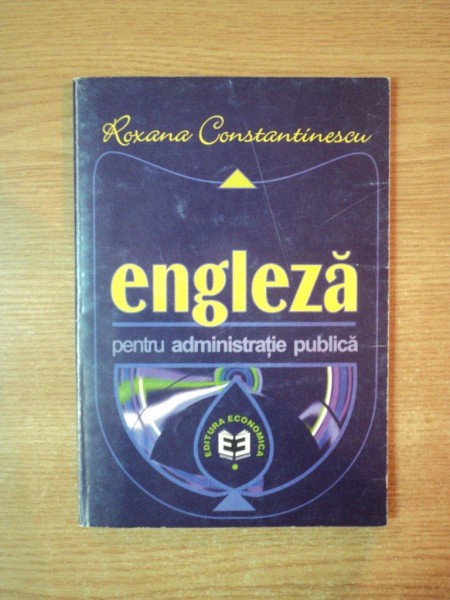 Roxana Constantinescu
engleză
pentru administrație publică
EDITURA ECONOMICA